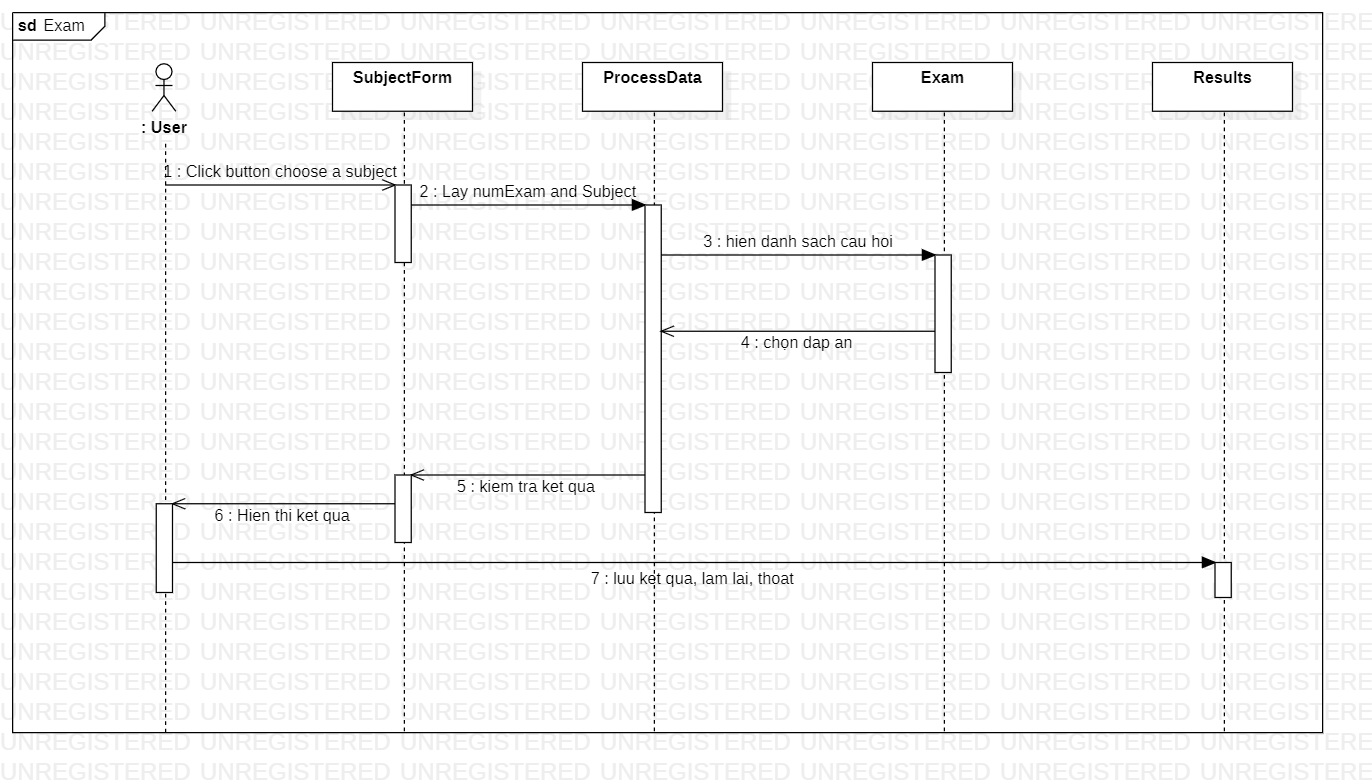 sd Exam
SubjectForm
ProcessData
Exam
Results
: User
1 : Click button choose a subject
2 : Lay numExam and Subject
3 : hien danh sach cau hoi
4 : chọn dap an
5 : kiem tra ket qua
6 : Hien thi ket qua
7 : luu ket qua, lam lai, thoat
UNREGISTERED